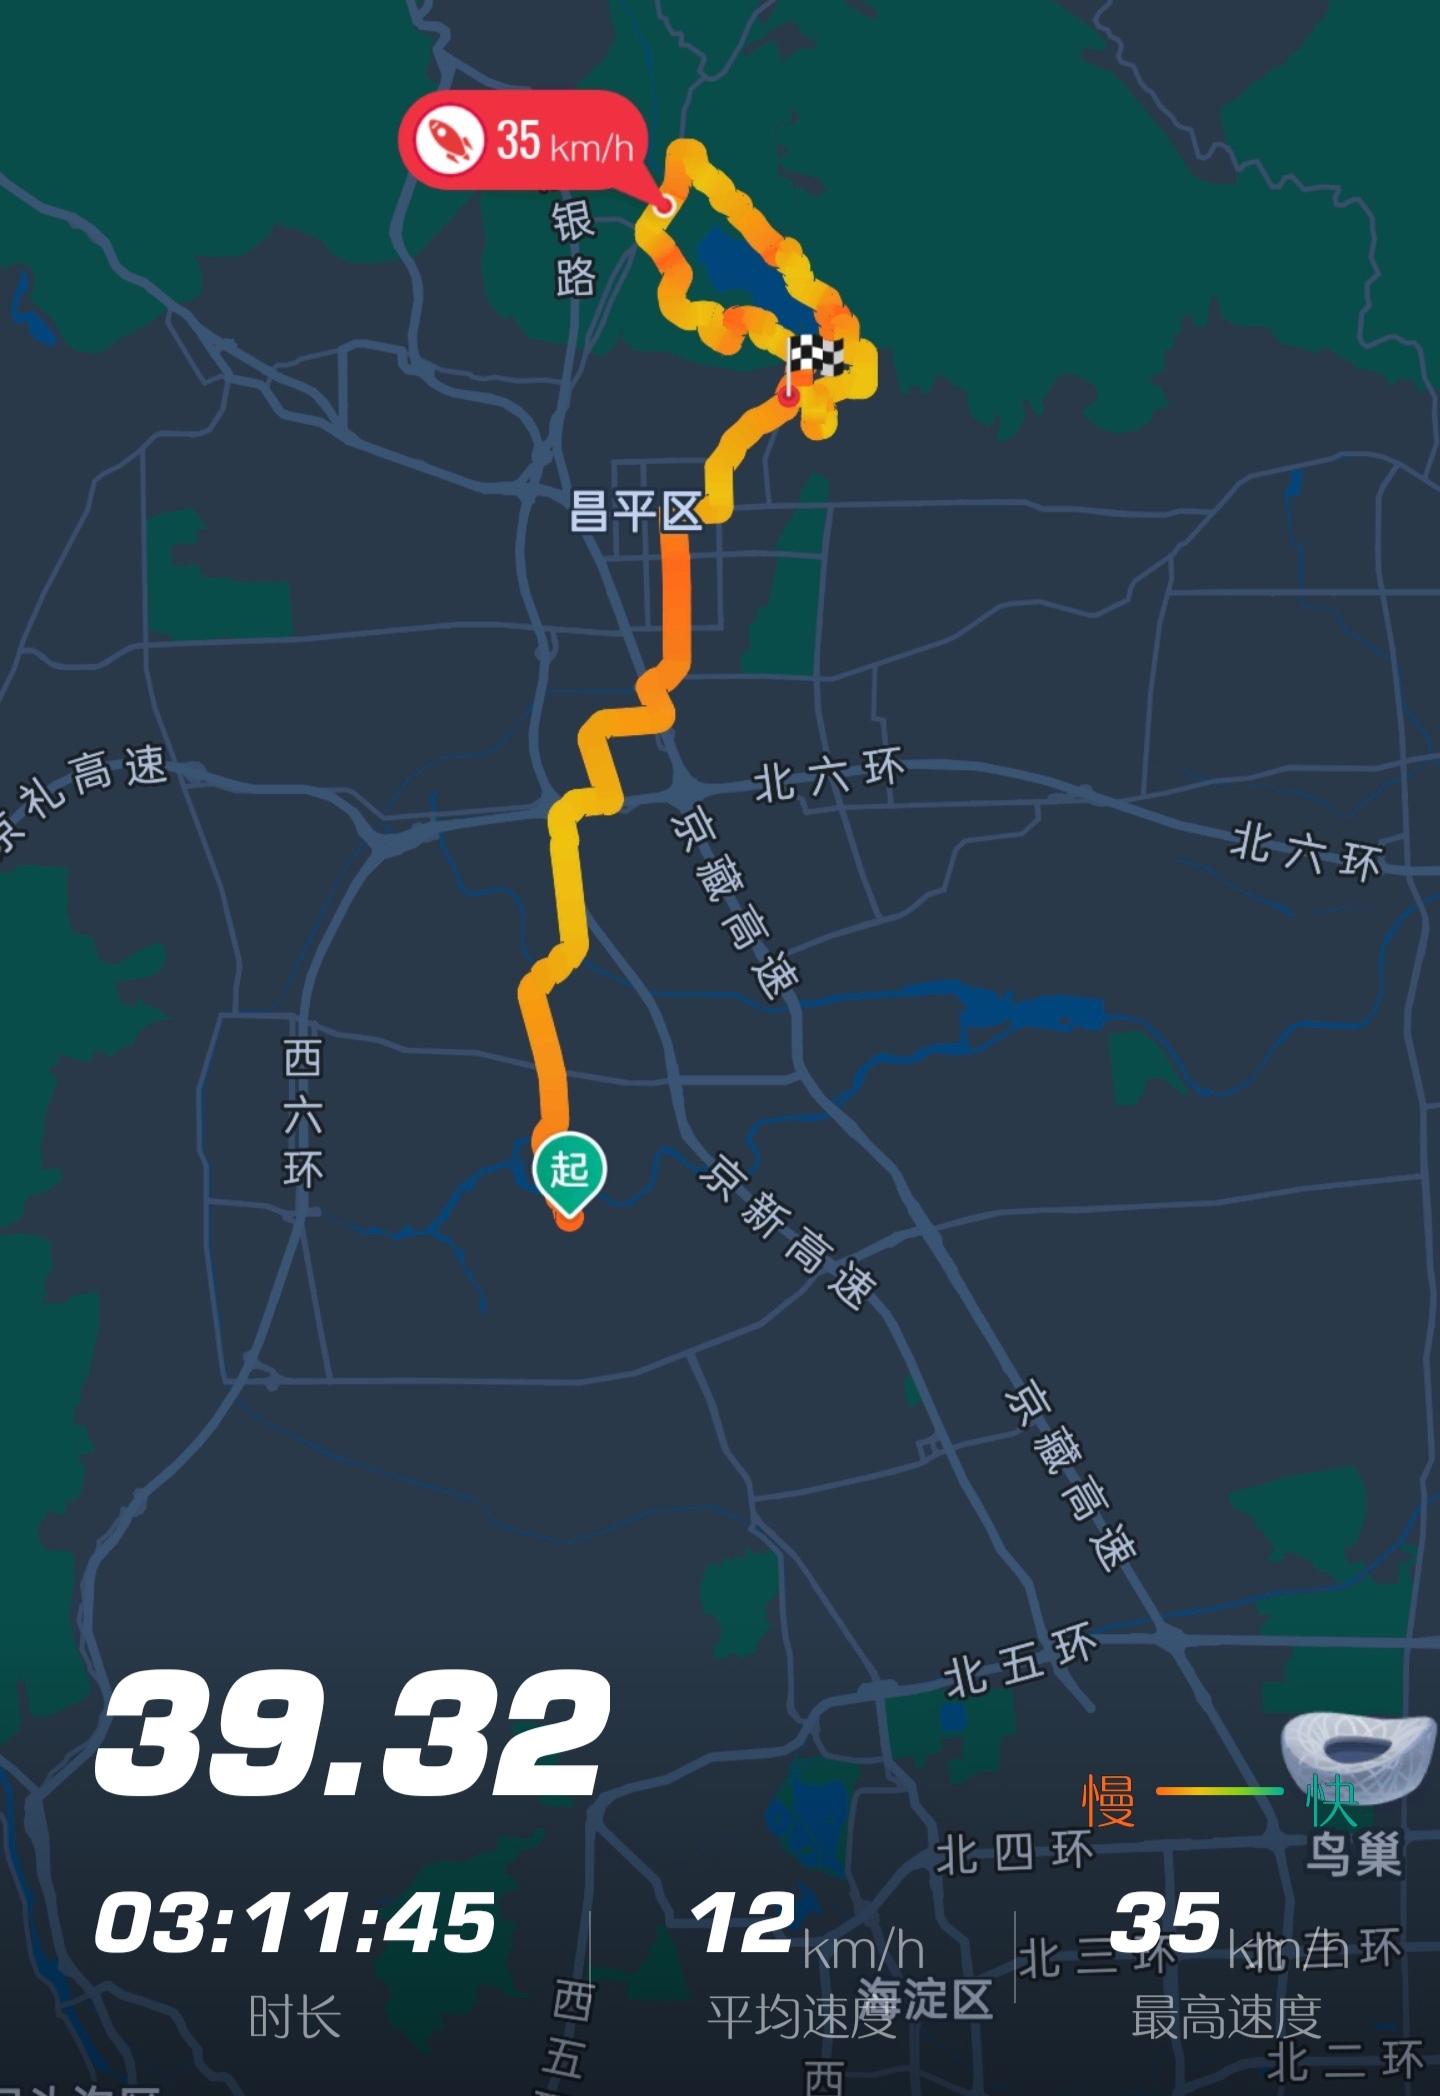 35 km/h
银路
昌平区
京礼高速
北六环
北六环
京藏高速
西六环
起
京新高速
京藏高速
北五环
39.32
慢
快
北四环
鸟巢
03:11:45
12 km/h
35 km/h
北三环
环
时长
平均速度
海淀区
最高速度
西五
西
北二环